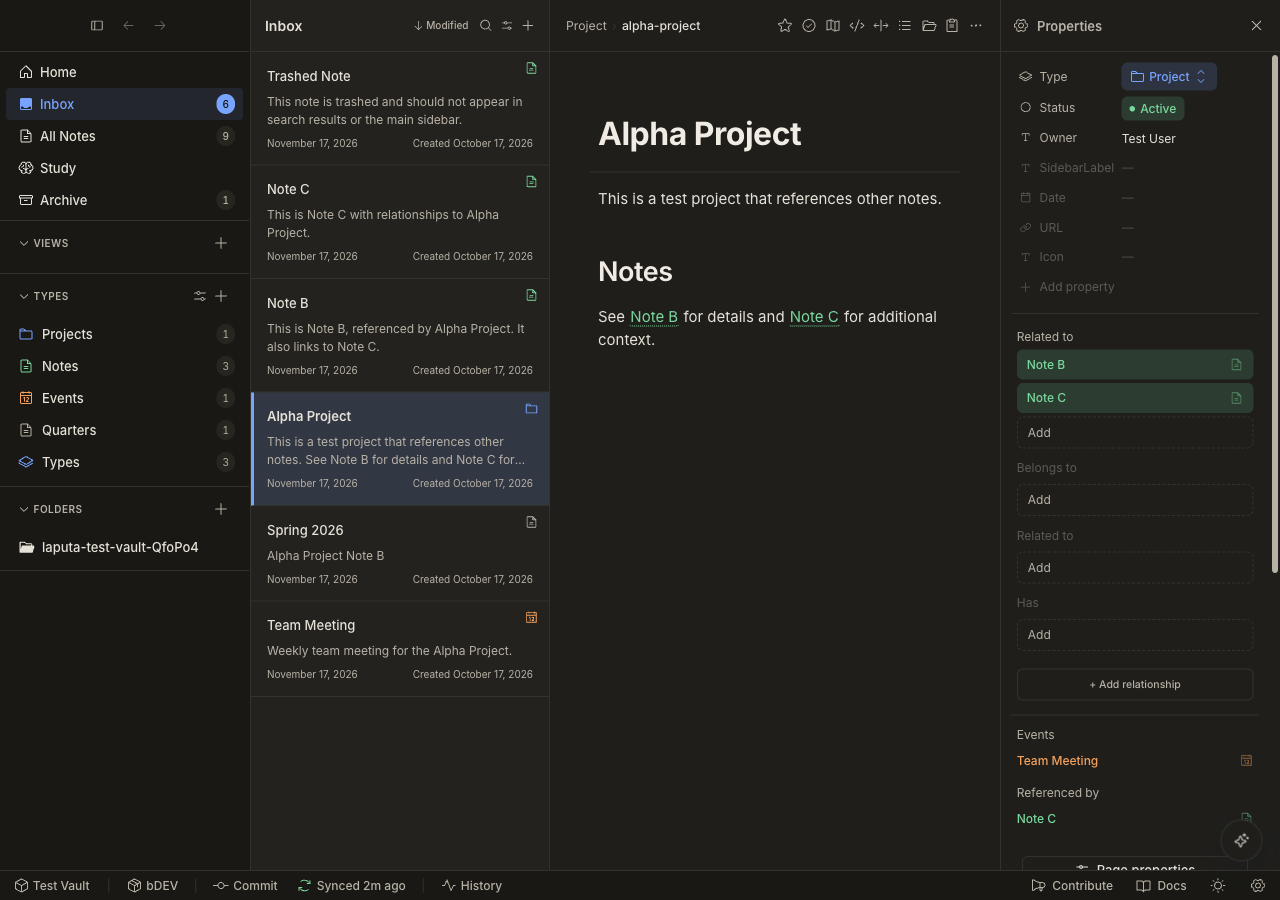 Home
Inbox
6
All Notes
9
Study
Archive
1
VIEWS
TYPES
Projects
1
Notes
3
Events
1
Quarters
1
Types
3
FOLDERS
laputa-test-vault-QfoPo4
Inbox
Modified
Trashed Note
This note is trashed and should not appear in
search results or the main sidebar.
November 17, 2026
Created October 17, 2026
Note C
This is Note C with relationships to Alpha
Project.
November 17, 2026
Created October 17, 2026
Note B
This is Note B, referenced by Alpha Project. It
also links to Note C.
November 17, 2026
Created October 17, 2026
Alpha Project
This is a test project that references other
notes. See Note B for details and Note C for...
November 17, 2026
Created October 17, 2026
Spring 2026
Alpha Project Note B
November 17, 2026
Created October 17, 2026
Team Meeting
Weekly team meeting for the Alpha Project.
November 17, 2026
Created October 17, 2026
Project › alpha-project
Alpha Project
This is a test project that references other notes.
Notes
See Note B for details and Note C for additional
context.
Properties
Type
Project
Status
Active
Owner
Test User
SidebarLabel
—
Date
—
URL
—
Icon
—
Add property
Related to
Note B
Note C
Add
Belongs to
Add
Related to
Add
Has
Add
+ Add relationship
Events
Team Meeting
Referenced by
Note C
Page properties
Test Vault
bDEV
Commit
Synced 2m ago
History
Contribute
Docs